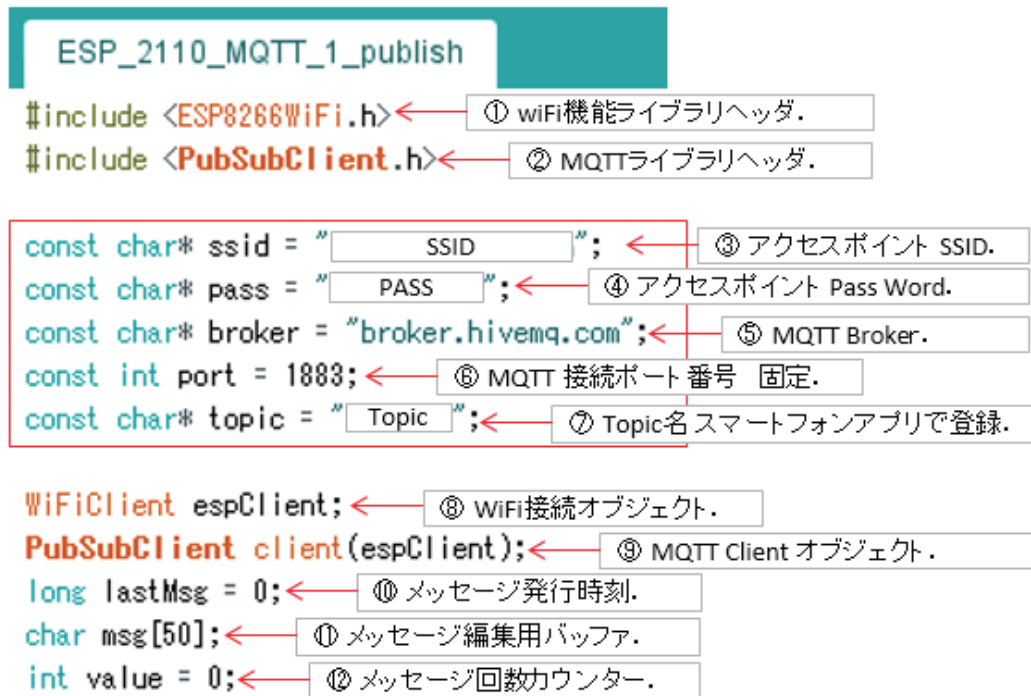 ESP_2110_MQTT_1_publish
#include <ESP8266WiFi.h> ① wiFi機能ライブラリヘッダ.
#include <PubSubClient.h> ② MQTTライブラリヘッダ.
const char* ssid = "SSID"; ③ アクセスポイント SSID.
const char* pass = "PASS"; ④ アクセスポイント Pass Word.
const char* broker = "broker.hivemq.com"; ⑤ MQTT Broker.
const int port = 1883; ⑥ MQTT 接続ポート番号 固定.
const char* topic = "Topic"; ⑦ Topic名 スマートフォンアプリで登録.
WiFiClient espClient; ⑧ WiFi接続オブジェクト.
PubSubClient client(espClient); ⑨ MQTT Client オブジェクト.
long lastMsg = 0; ⑩ メッセージ発行時刻.
char msg[50]; ⑪ メッセージ編集用バッファ.
int value = 0; ⑫ メッセージ回数カウンター.